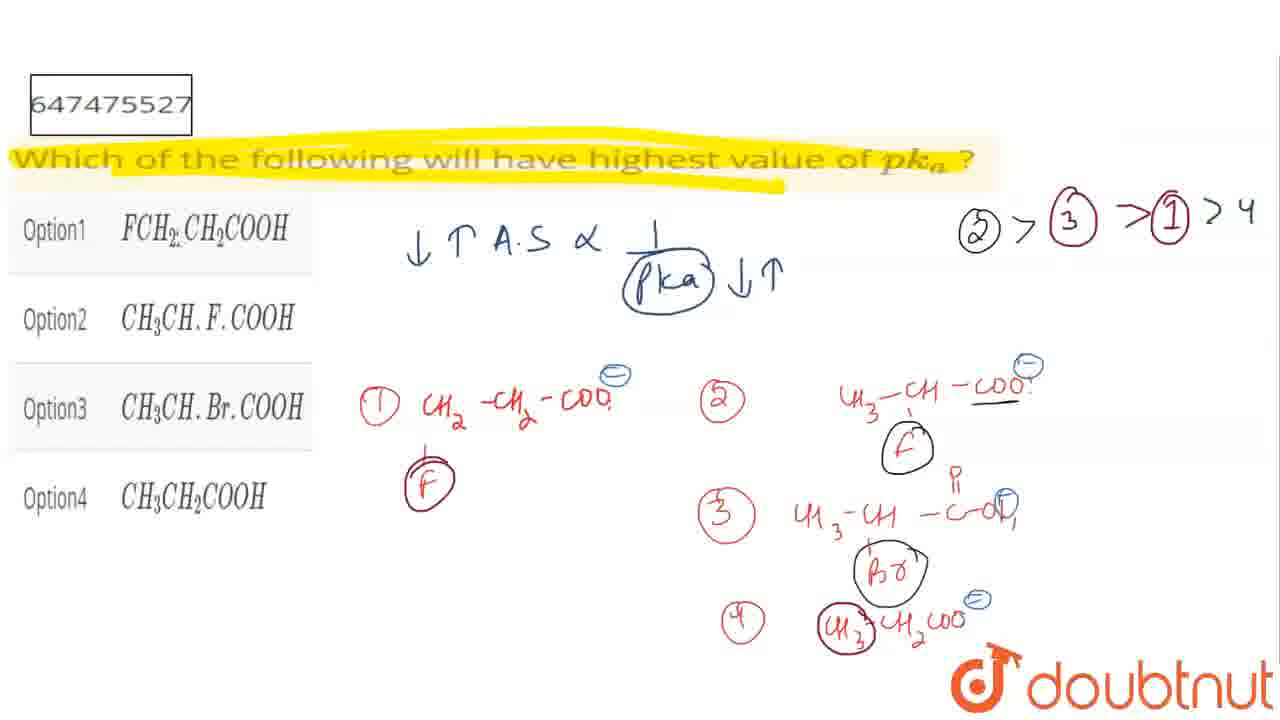 647475527
Which of the following will have highest value of pkₐ ?
Option1 FCH₂.CH₂COOH
Option2 CH₃CH.F.COOH
Option3 CH₃CH.Br.COOH
Option4 CH₃CH₂COOH
↓ ↑ A.S ∝ 1/pka ↓ ↑
2 > 3 > 1 > 4
1 CH₂-CH₂-COO⊖
F
2 CH₃-CH-COO⊖
F
3 CH₃-CH-C-O⊖
Br
4 CH₃-CH₂COO⊖
doubtnut